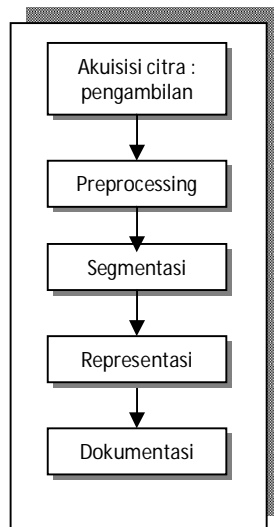 Akuisisi citra :
pengambilan
Preprocessing
Segmentasi
Representasi
Dokumentasi